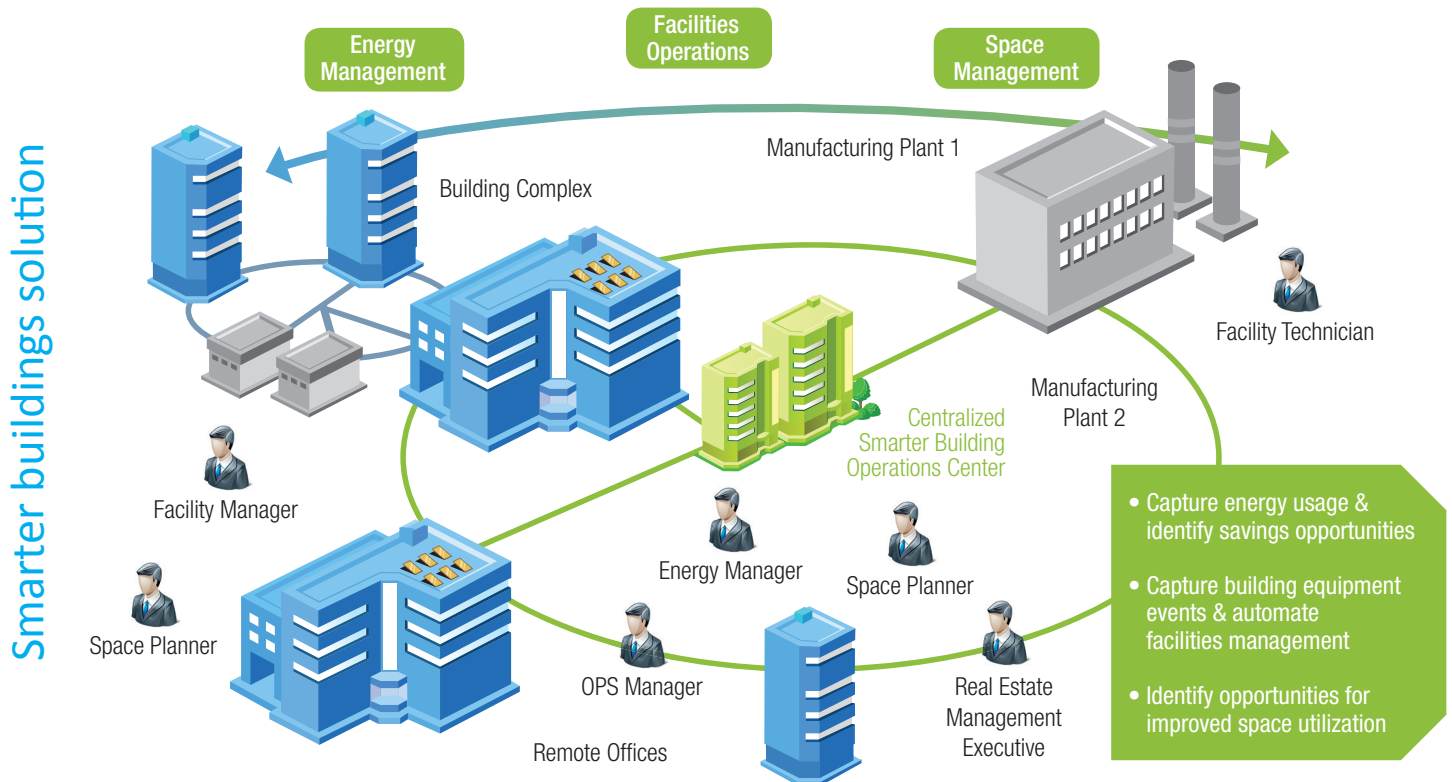 Smarter buildings solution
Energy
Management
Facilities
Operations
Space
Management
Manufacturing Plant 1
Building Complex
Facility Technician
Manufacturing
Plant 2
Centralized
Smarter Building
Operations Center
Facility Manager
Energy Manager
Space Planner
Space Planner
OPS Manager
Real Estate
Management
Executive
Remote Offices
• Capture energy usage &
identify savings opportunities
• Capture building equipment
events & automate
facilities management
• Identify opportunities for
improved space utilization